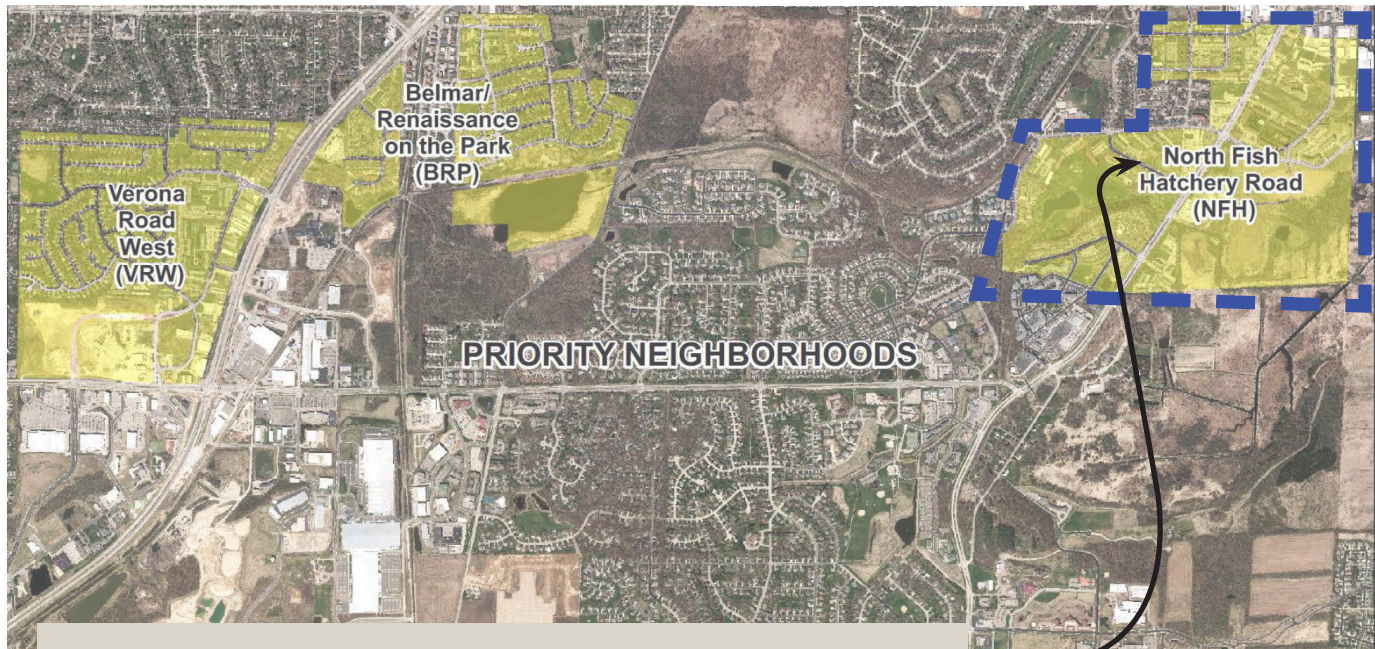 Belmar/
Renaissance
on the Park
(BRP)
Verona
Road
West
(VRW)
North Fish
Hatchery Road
(NFH)
PRIORITY NEIGHBORHOODS